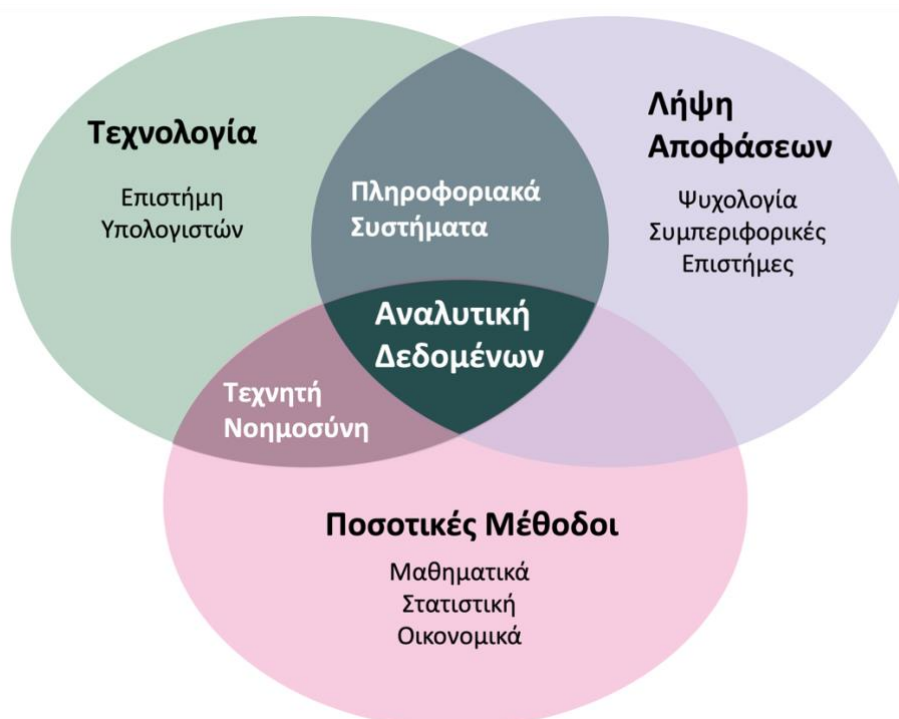 Τεχνολογία
Επιστήμη
Υπολογιστών
Λήψη
Αποφάσεων
Ψυχολογία
Συμπεριφορικές
Επιστήμες
Πληροφοριακά
Συστήματα
Αναλυτική
Δεδομένων
Τεχνητή
Νοημοσύνη
Ποσοτικές Μέθοδοι
Μαθηματικά
Στατιστική
Οικονομικά